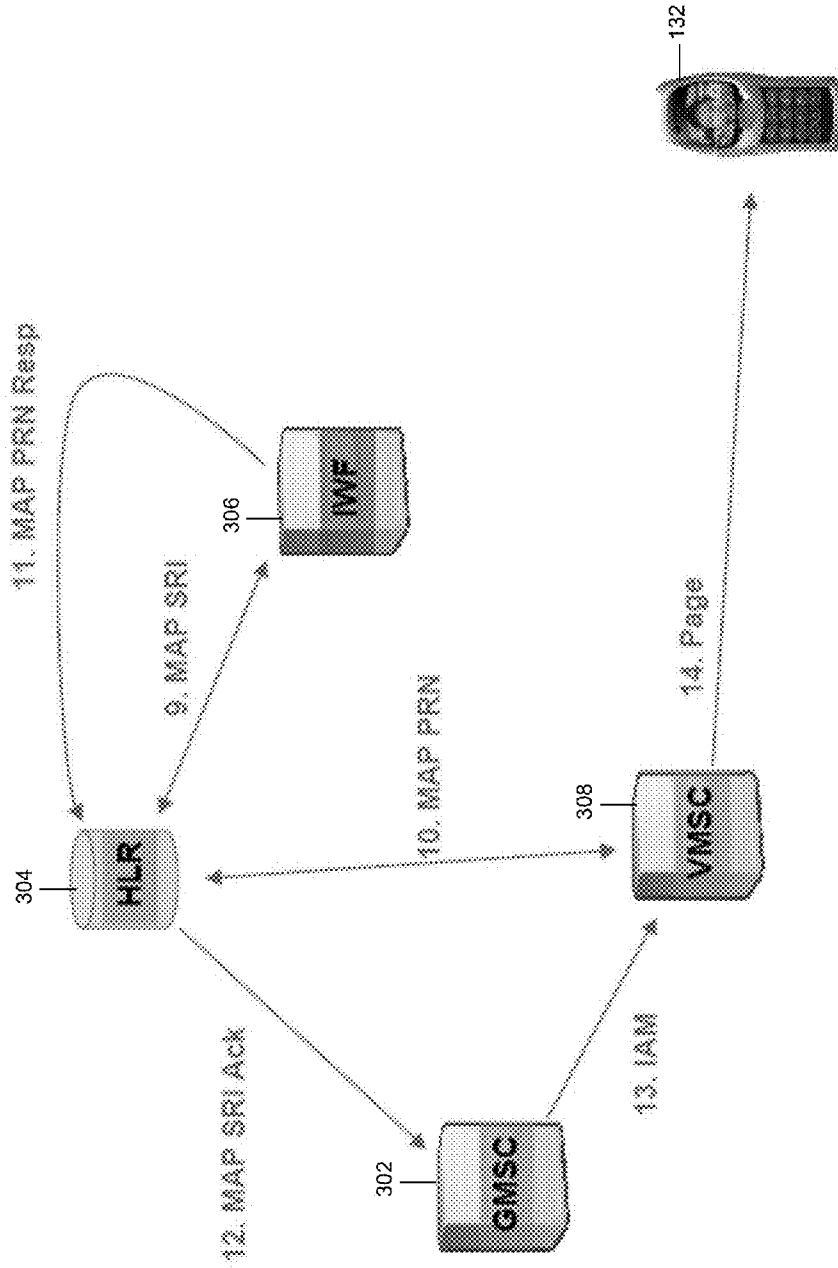 11. MAP PRN Resp
304
HLR
9. MAP SRI
306
IWF
12. MAP SRI Ack
10. MAP PRN
302
GMSC
13. IAM
308
VMSC
14. Page
132